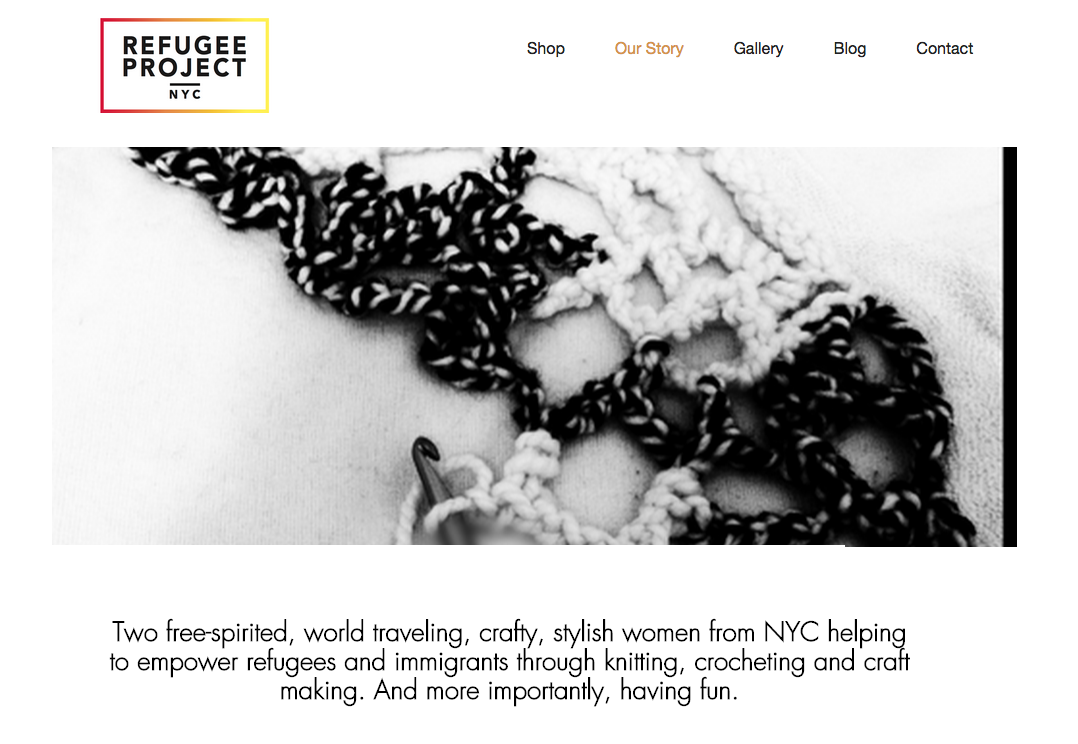 REFUGEE
PROJECT
NYC
Shop Our Story Gallery Blog Contact
Two free-spirited, world traveling, crafty, stylish women from NYC helping
to empower refugees and immigrants through knitting, crocheting and craft
making. And more importantly, having fun.